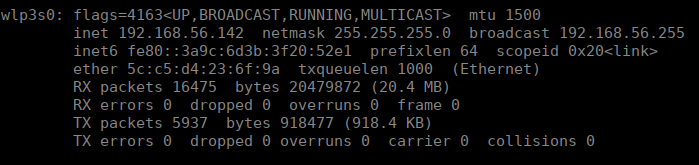 wlp3s0: flags=4163<UP,BROADCAST,RUNNING,MULTICAST>  mtu 1500
        inet 192.168.56.142  netmask 255.255.255.0  broadcast 192.168.56.255
        inet6 fe80::3a9c:6d3b:3f20:52e1  prefixlen 64  scopeid 0x20<link>
        ether 5c:c5:d4:23:6f:9a  txqueuelen 1000  (Ethernet)
        RX packets 16475  bytes 20479872 (20.4 MB)
        RX errors 0  dropped 0  overruns 0  frame 0
        TX packets 5937  bytes 918477 (918.4 KB)
        TX errors 0  dropped 0 overruns 0  carrier 0  collisions 0